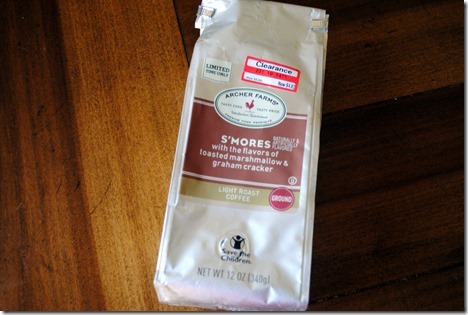 LIMITED
TIME ONLY
Clearance
ARCHER FARMS®
S'MORES
with the flavors of
toasted marshmallow &
graham cracker
LIGHT ROAST
COFFEE
GROUND
Save the
Children.
NET WT 12 OZ (340g)